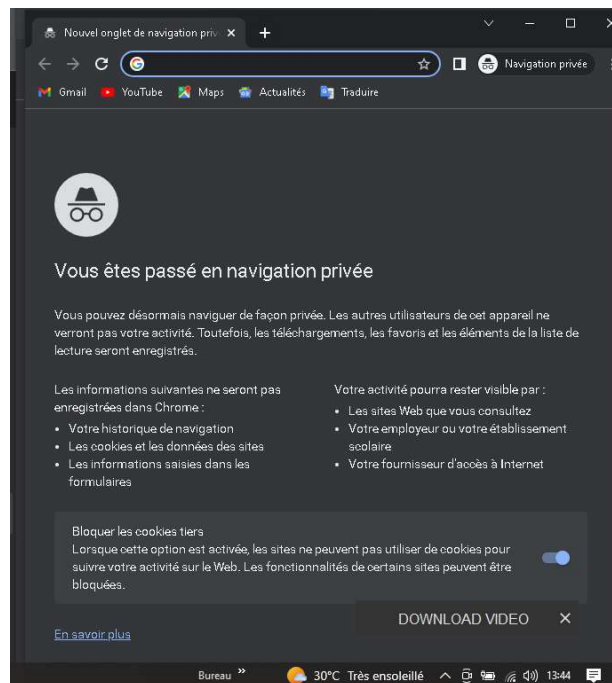 Nouvel onglet de navigation priv
Navigation privée
Gmail YouTube Maps Actualités Traduire
Vous êtes passé en navigation privée
Vous pouvez désormais naviguer de façon privée. Les autres utilisateurs de cet appareil ne
verront pas votre activité. Toutefois, les téléchargements, les favoris et les éléments de la liste de
lecture seront enregistrés.
Les informations suivantes ne seront pas
enregistrées dans Chrome :
• Votre historique de navigation
• Les cookies et les données des sites
• Les informations saisies dans les
formulaires
Votre activité pourra rester visible par :
• Les sites Web que vous consultez
• Votre employeur ou votre établissement
scolaire
• Votre fournisseur d'accès à Internet
Bloquer les cookies tiers
Lorsque cette option est activée, les sites ne peuvent pas utiliser de cookies pour
suivre votre activité sur le Web. Les fonctionnalités de certains sites peuvent être
bloquées.
DOWNLOAD VIDEO
En savoir plus
Bureau » 30°C Très ensoleillé 13:44